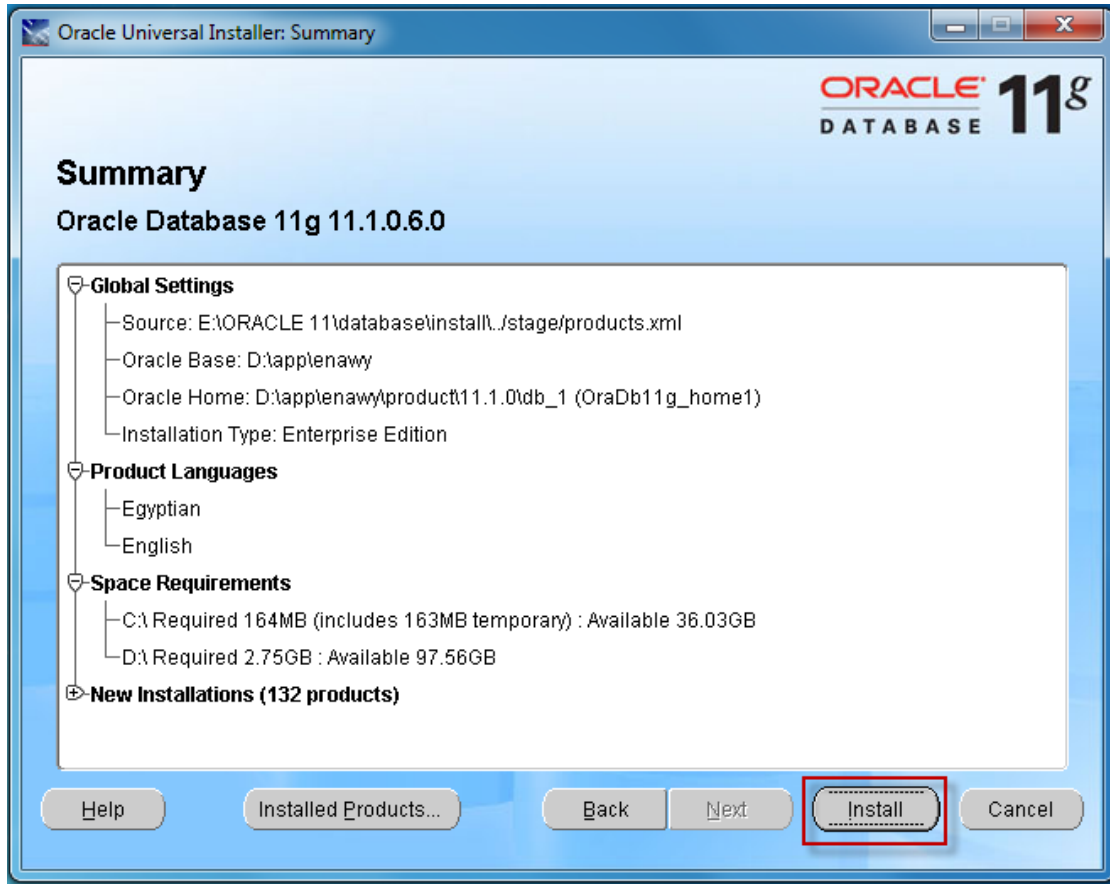 Oracle Universal Installer: Summary
ORACLE DATABASE 11g
Summary
Oracle Database 11g 11.1.0.6.0
Global Settings
Source: E:\ORACLE 11\database\install\../stage/products.xml
Oracle Base: D:\app\enawy
Oracle Home: D:\app\enawy\product\11.1.0\db_1 (OraDb11g_home1)
Installation Type: Enterprise Edition
Product Languages
Egyptian
English
Space Requirements
C:\ Required 164MB (includes 163MB temporary) : Available 36.03GB
D:\ Required 2.75GB : Available 97.56GB
New Installations (132 products)
Help Installed Products... Back Next Install Cancel